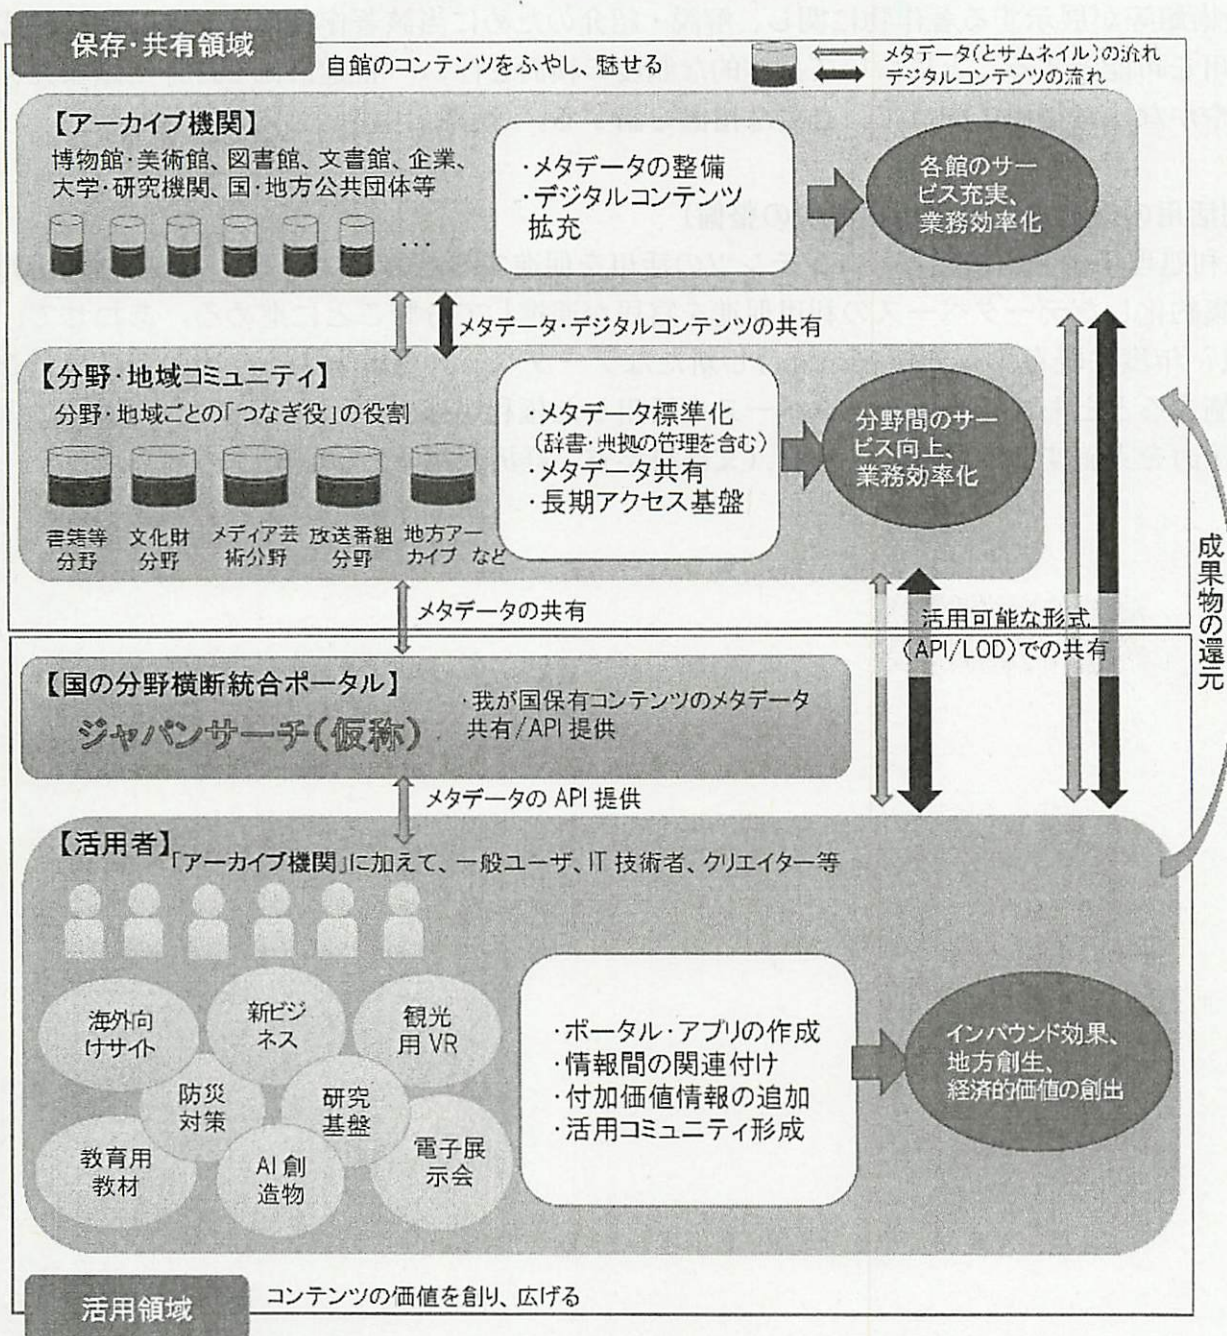 保存・共有領域
自館のコンテンツをふやし、魅せる
メタデータ(とサムネイル)の流れ
デジタルコンテンツの流れ
【アーカイブ機関】
博物館・美術館、図書館、文書館、企業、
大学・研究機関、国・地方公共団体等
…
・メタデータの整備
・デジタルコンテンツ
拡充
各館のサー
ビス充実、
業務効率化
メタデータ・デジタルコンテンツの共有
【分野・地域コミュニティ】
分野・地域ごとの「つなぎ役」の役割
書籍等
分野
文化財
分野
メディア芸
術分野
放送番組
分野
地方アー
カイブ など
・メタデータ標準化
(辞書・典拠の管理を含む)
・メタデータ共有
・長期アクセス基盤
分野間のサー
ビス向上、
業務効率化
メタデータの共有
活用可能な形式
(API/LOD)での共有
成果物の還元
【国の分野横断統合ポータル】
ジャパンサーチ(仮称)
・我が国保有コンテンツのメタデータ
共有/API 提供
メタデータの API 提供
【活用者】
「アーカイブ機関」に加えて、一般ユーザ、IT 技術者、クリエイター等
海外向
けサイト
新ビジ
ネス
観光
用 VR
防災
対策
研究
基盤
教育用
教材
AI 創
造物
電子展
示会
・ポータル・アプリの作成
・情報間の関連付け
・付加価値情報の追加
・活用コミュニティ形成
インバウンド効果、
地方創生、
経済的価値の創出
活用領域
コンテンツの価値を創り、広げる